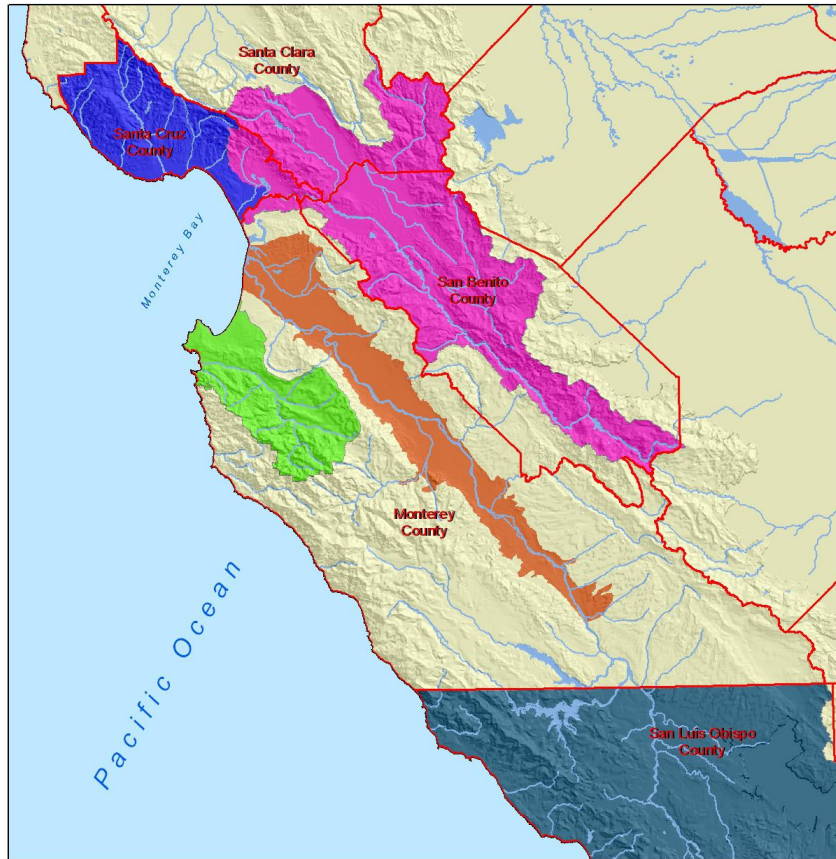 Santa Clara
County
Santa Cruz
County
Monterey Bay
San Benito
County
Monterey
County
Pacific Ocean
San Luis Obispo
County